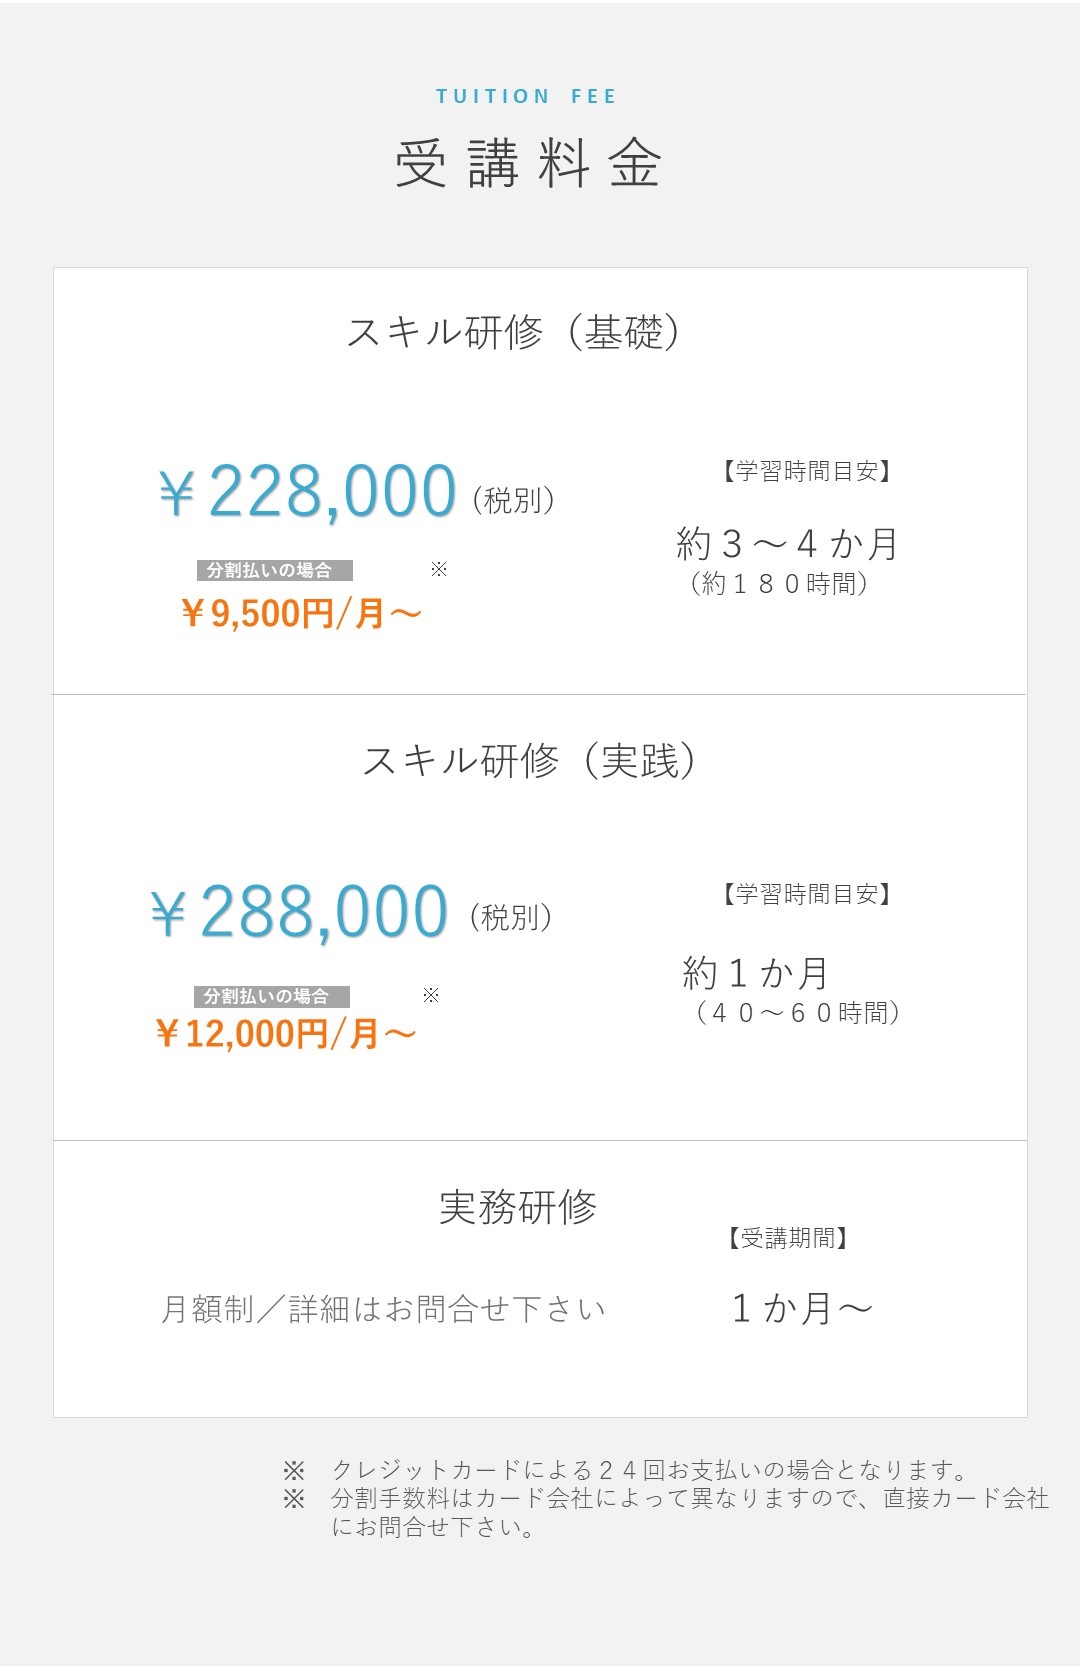 TUITION FEE
受講料金
スキル研修（基礎）
￥228,000 (税別）
【学習時間目安】
約３～４か月
（約１８０時間）
分割払いの場合 ※
￥9,500円/月～
スキル研修（実践）
￥288,000 （税別）
【学習時間目安】
約１か月
（４０～６０時間）
分割払いの場合 ※
￥12,000円/月～
実務研修
【受講期間】
月額制／詳細はお問合せ下さい
１か月～
※ クレジットカードによる２４回お支払いの場合となります。
※ 分割手数料はカード会社によって異なりますので、直接カード会社
にお問合せ下さい。